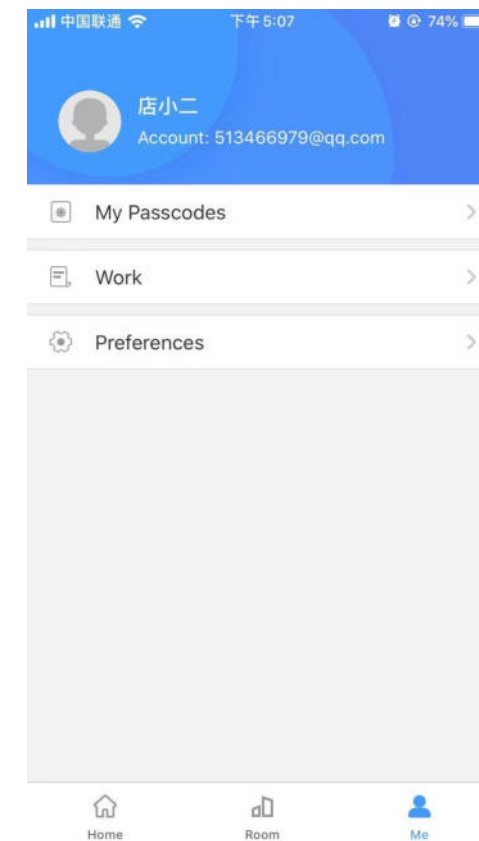 中国联通 下午5:07 74%
店小二
Account: 513466979@qq.com
My Passcodes
Work
Preferences
Home Room Me